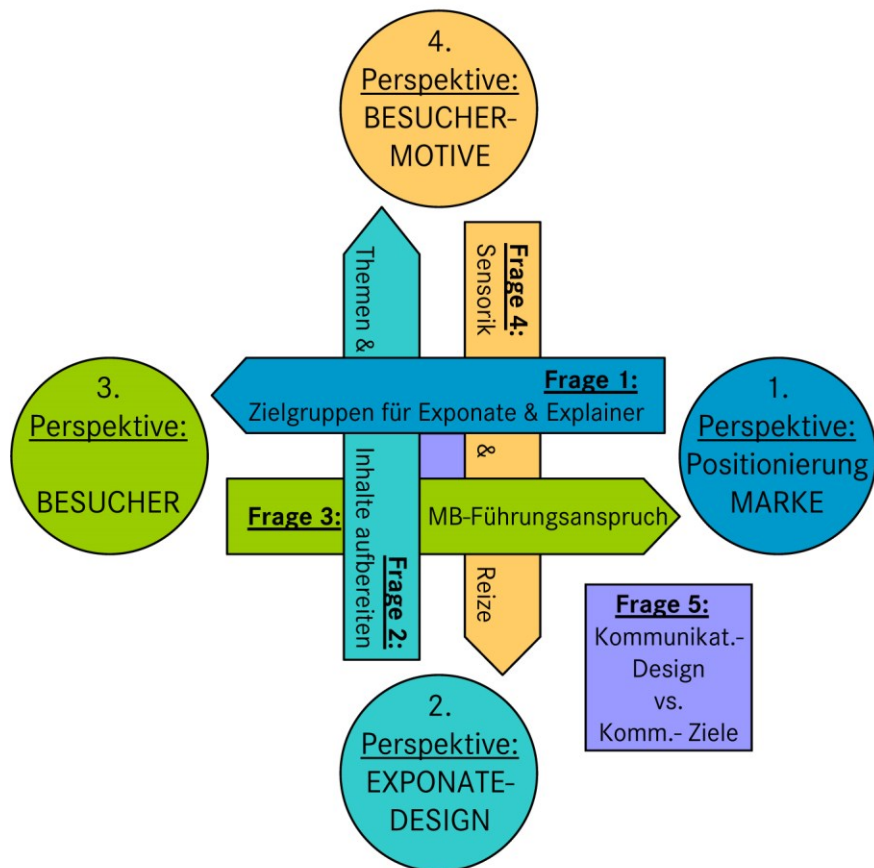 4.
Perspektive:
BESUCHER-
MOTIVE
Themen &
Inhalte aufbereiten
Frage 2:
Frage 4:
Sensorik
&
Reize
Frage 1:
Zielgruppen für Exponate & Explainer
3.
Perspektive:
BESUCHER
1.
Perspektive:
Positionierung
MARKE
Frage 3: MB-Führungsanspruch
Frage 5:
Kommunikat.-
Design
vs.
Komm.- Ziele
2.
Perspektive:
EXPONATE-
DESIGN